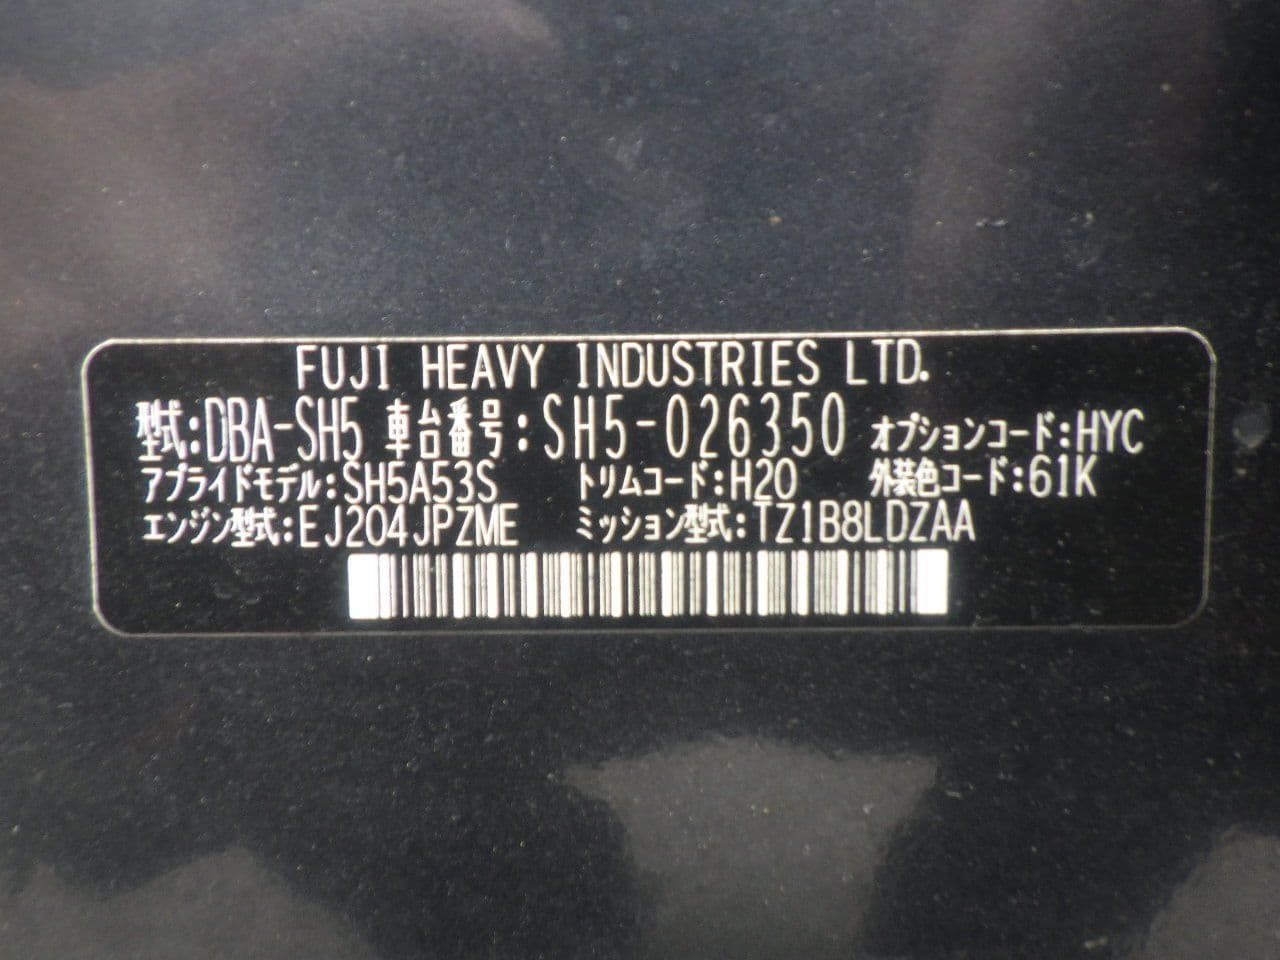 FUJI HEAVY INDUSTRIES LTD.
型式:DBA-SH5 車台番号:SH5-026350 オプションコード:HYC
アプライドモデル:SH5A53S トリムコード:H20 外装色コード:61K
エンジン型式:EJ204JPZME ミッション型式:TZ1B8LDZAA